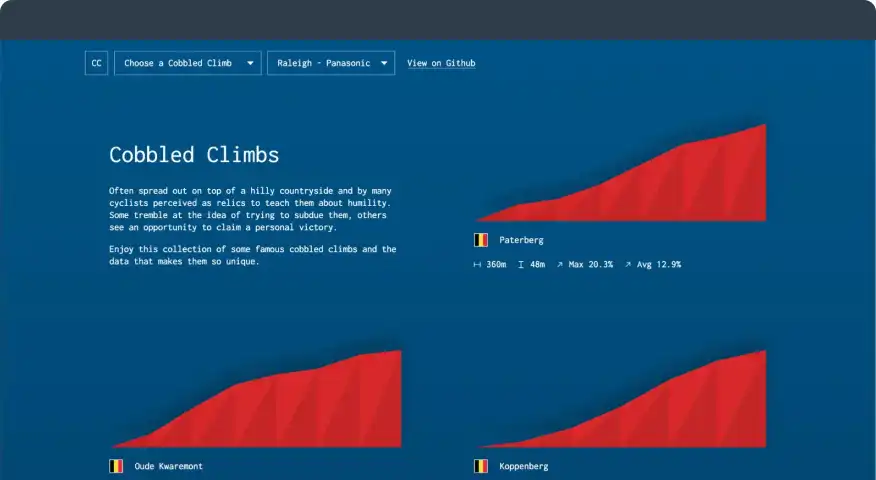 CC Choose a Cobbled Climb Raleigh - Panasonic View on Github
Cobbled Climbs
Often spread out on top of a hilly countryside and by many
cyclists perceived as relics to teach them about humility.
Some tremble at the idea of trying to subdue them, others
see an opportunity to claim a personal victory.
Enjoy this collection of some famous cobbled climbs and the
data that makes them so unique.
Paterberg
360m 48m Max 20.3% Avg 12.9%
Oude Kwaremont
Koppenberg